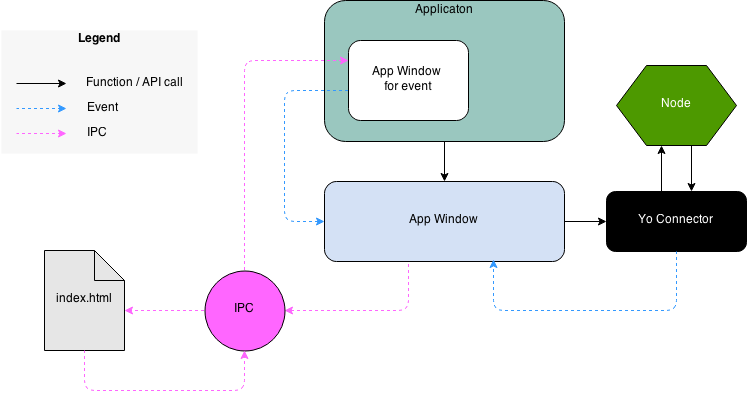 Legend
Function / API call
Event
IPC
Applicaton
App Window
for event
Node
App Window
Yo Connector
index.html
IPC